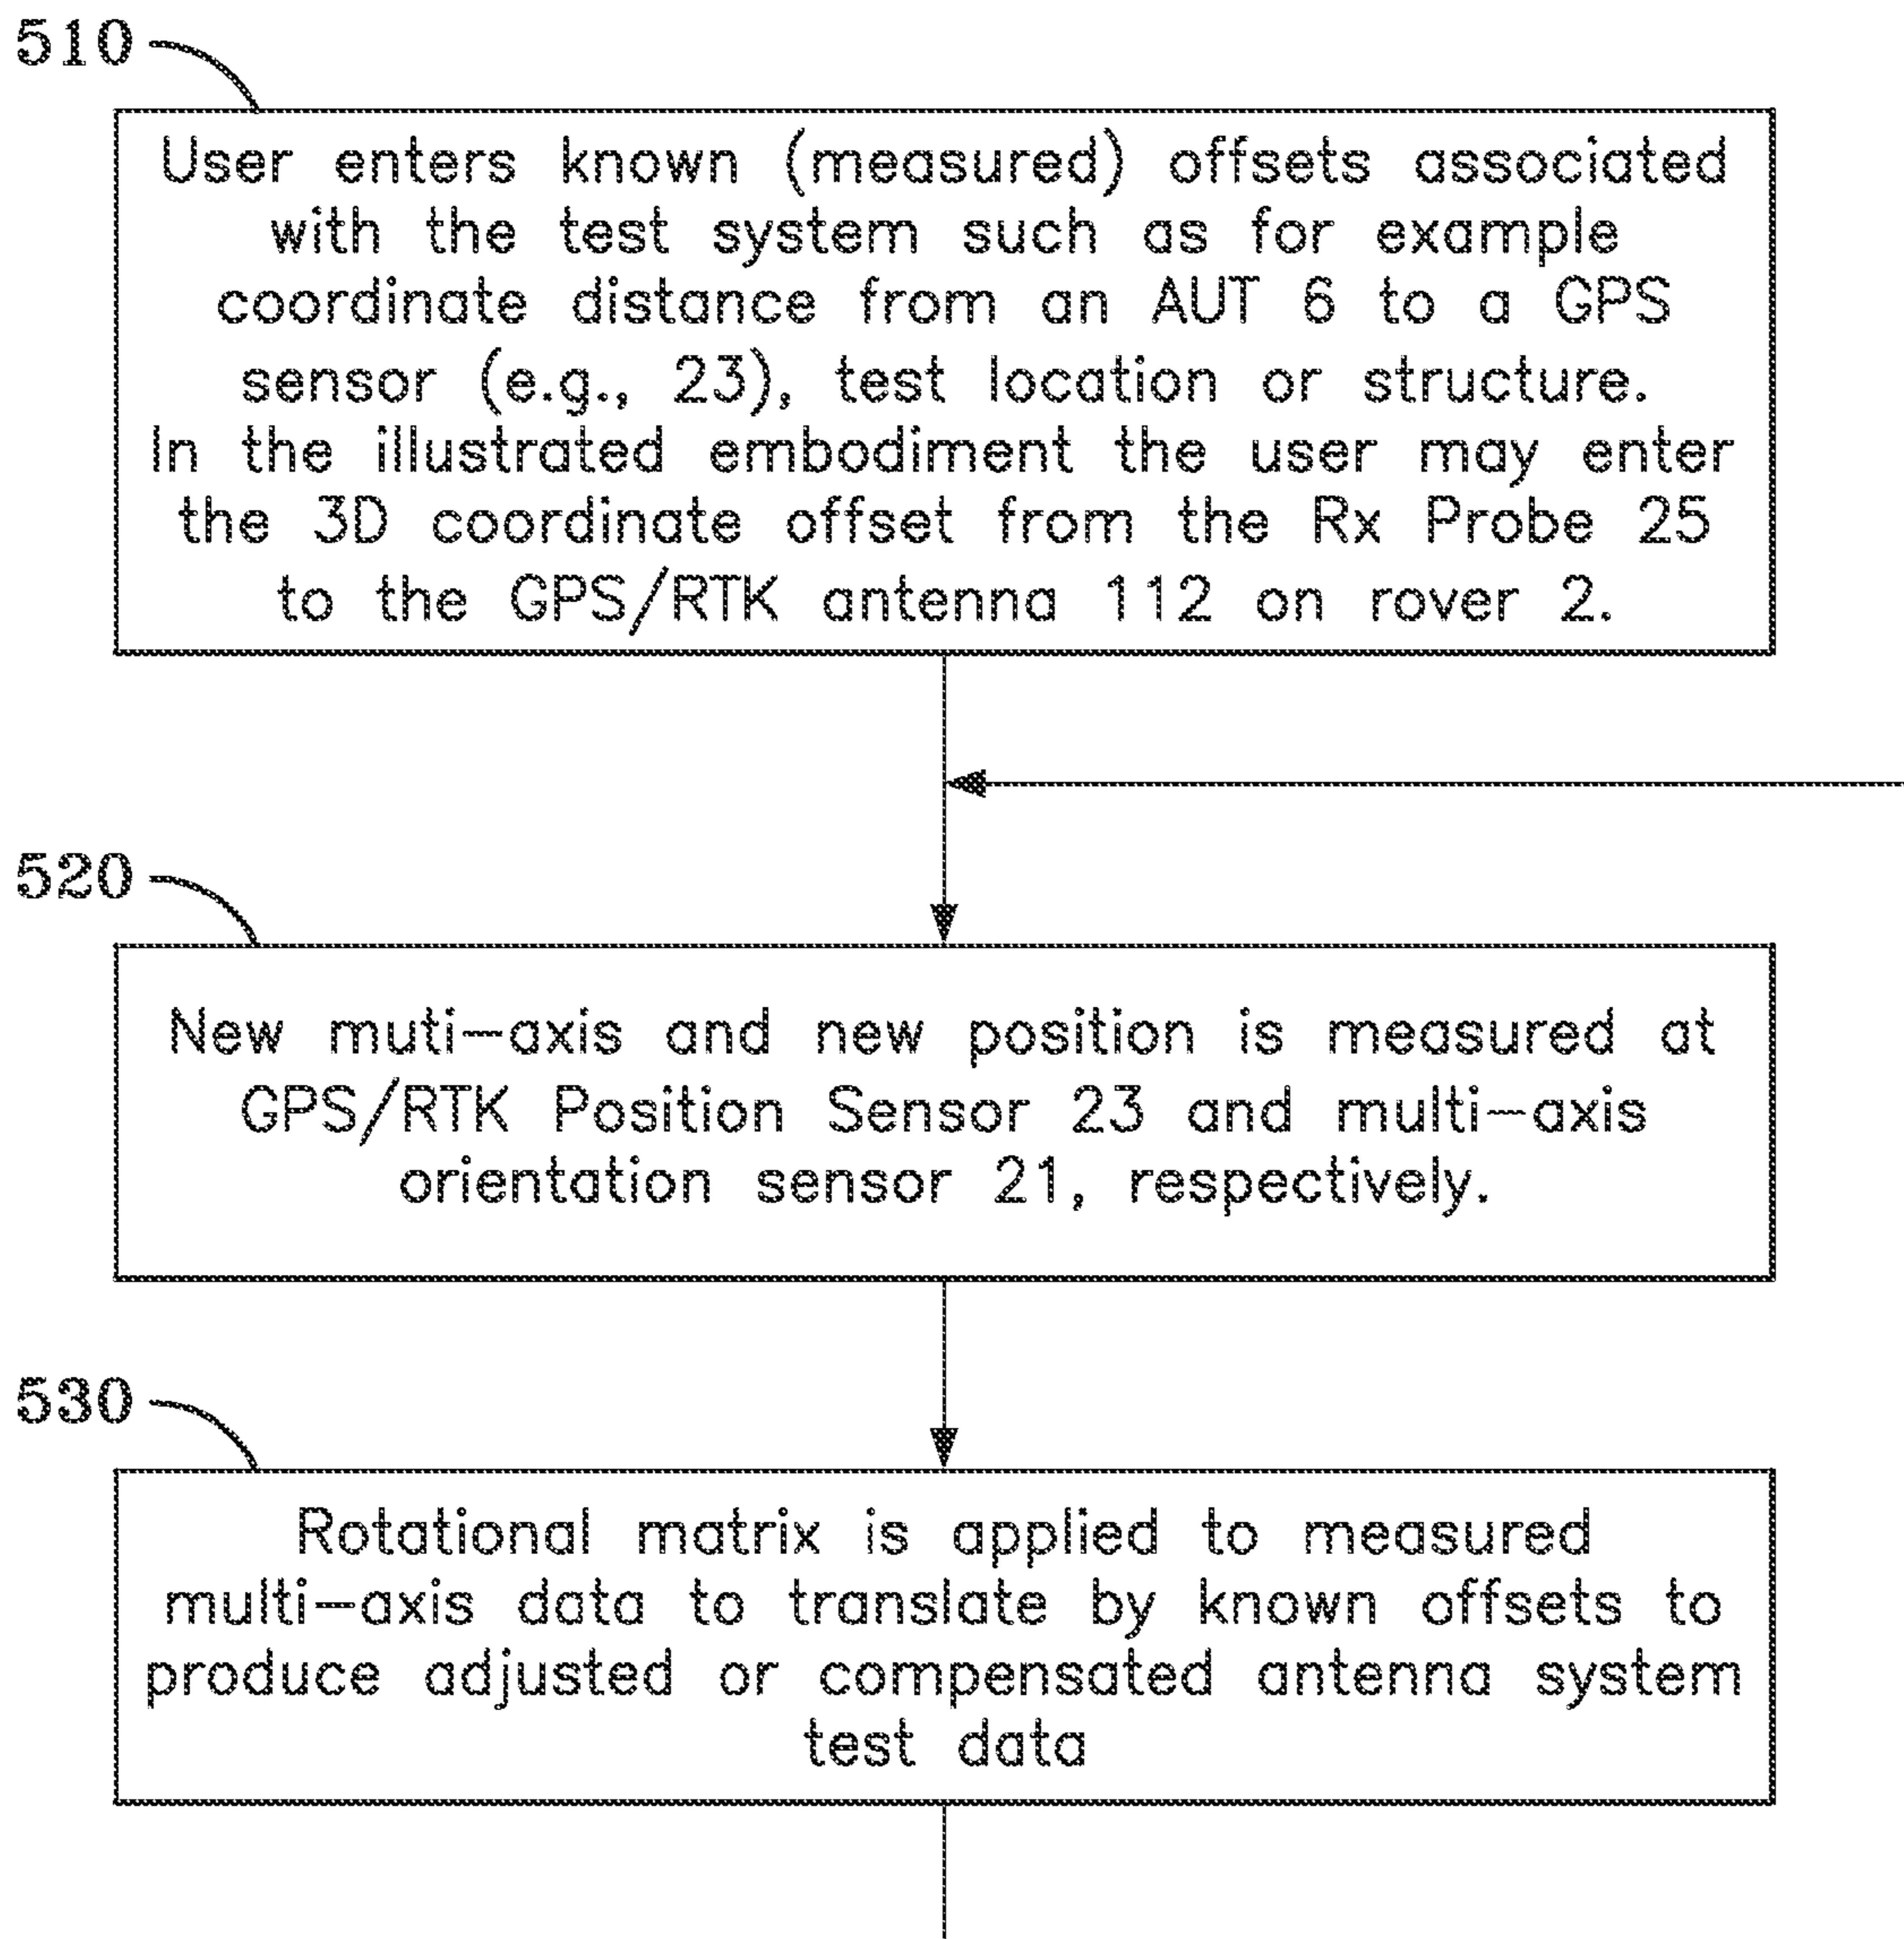 510
User enters known (measured) offsets associated
with the test system such as for example
coordinate distance from an AUT 6 to a GPS
sensor (e.g., 23), test location or structure.
In the illustrated embodiment the user may enter
the 3D coordinate offset from the Rx Probe 25
to the GPS/RTK antenna 112 on rover 2.
520
New muti-axis and new position is measured at
GPS/RTK Position Sensor 23 and multi-axis
orientation sensor 21, respectively.
530
Rotational matrix is applied to measured
multi-axis data to translate by known offsets to
produce adjusted or compensated antenna system
test data